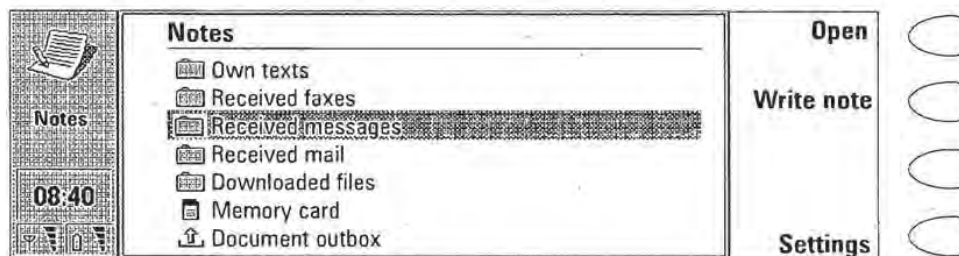 Notes
08:40
Notes
Own texts
Received faxes
Received messages
Received mail
Downloaded files
Memory card
Document outbox
Open
Write note
Settings